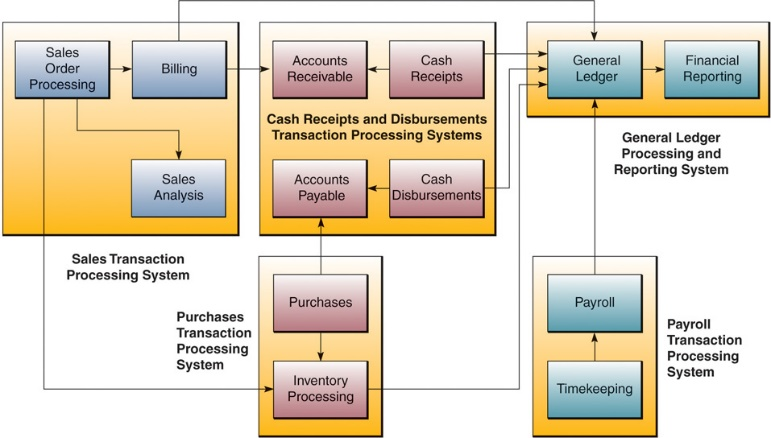 Sales
Order
Processing
Billing
Accounts
Receivable
Cash
Receipts
General
Ledger
Financial
Reporting
Cash Receipts and Disbursements
Transaction Processing Systems
General Ledger
Processing and
Reporting System
Sales
Analysis
Accounts
Payable
Cash
Disbursements
Sales Transaction
Processing System
Purchases
Transaction
Processing
System
Purchases
Inventory
Processing
Payroll
Timekeeping
Payroll
Transaction
Processing
System